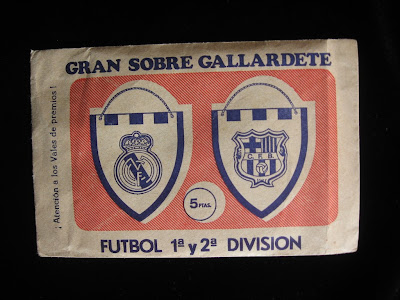 GRAN SOBRE GALLARDETE
¡Atención a los Vales de premios!
C.F.B.
5
PTAS.
FUTBOL 1ª y 2ª DIVISION